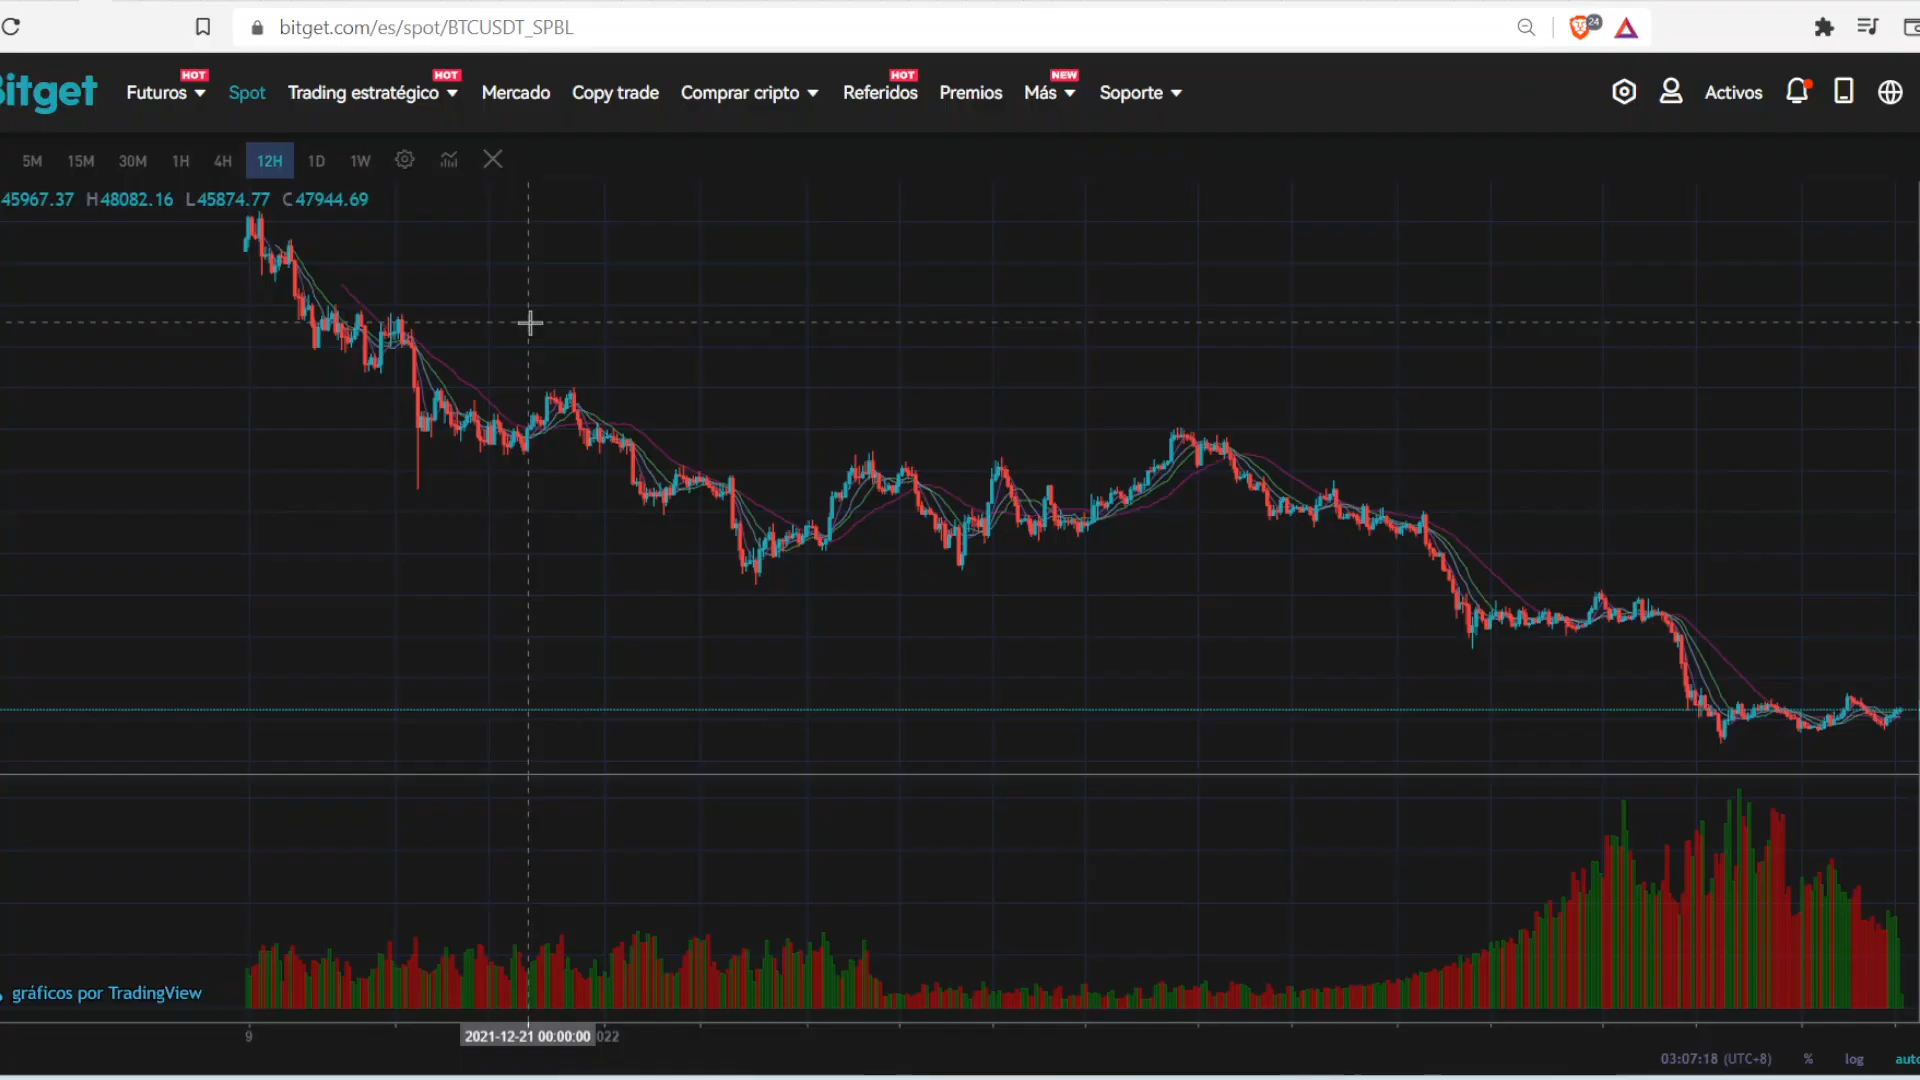 bitget.com/es/spot/BTCUSDT_SPBL
24
Bitget
Futuros HOT
Spot
Trading estratégico HOT
Mercado
Copy trade
Comprar cripto
Referidos HOT
Premios
Más NEW
Soporte
Activos
5M 15M 30M 1H 4H 12H 1D 1W
45967.37 H48082.16 L45874.77 C47944.69
gráficos por TradingView
9 2021-12-21 00:00:00 022
03:07:18 (UTC+8) % log auto